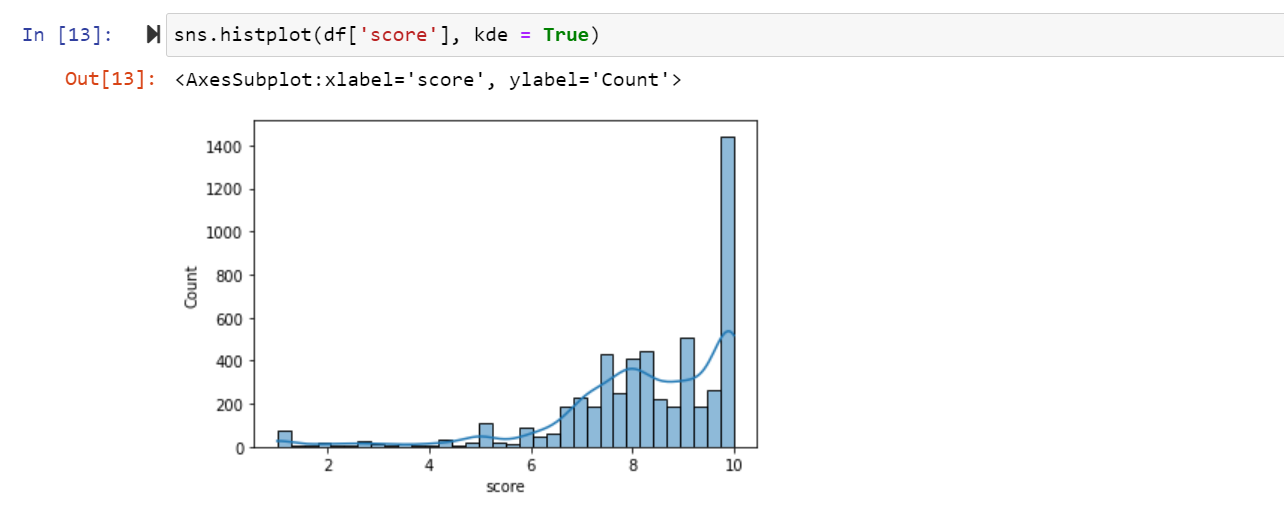 In [13]: sns.histplot(df['score'], kde = True)
Out[13]: <AxesSubplot:xlabel='score', ylabel='Count'>
1400
1200
1000
800
600
400
200
0
Count
2 4 6 8 10
score